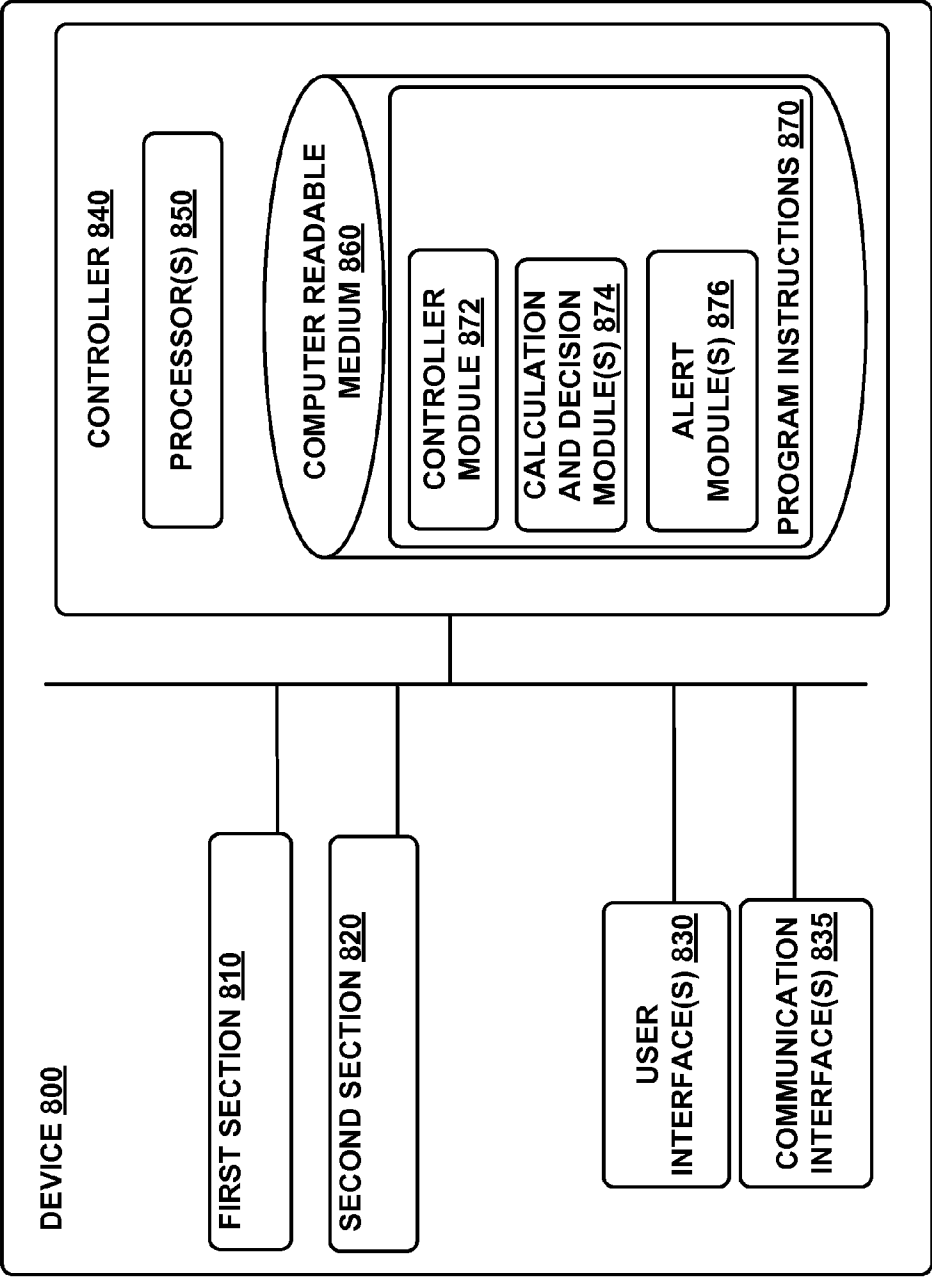 DEVICE 800
FIRST SECTION 810
SECOND SECTION 820
USER
INTERFACE(S) 830
COMMUNICATION
INTERFACE(S) 835
CONTROLLER 840
PROCESSOR(S) 850
COMPUTER READABLE
MEDIUM 860
CONTROLLER
MODULE 872
CALCULATION
AND DECISION
MODULE(S) 874
ALERT
MODULE(S) 876
PROGRAM INSTRUCTIONS 870